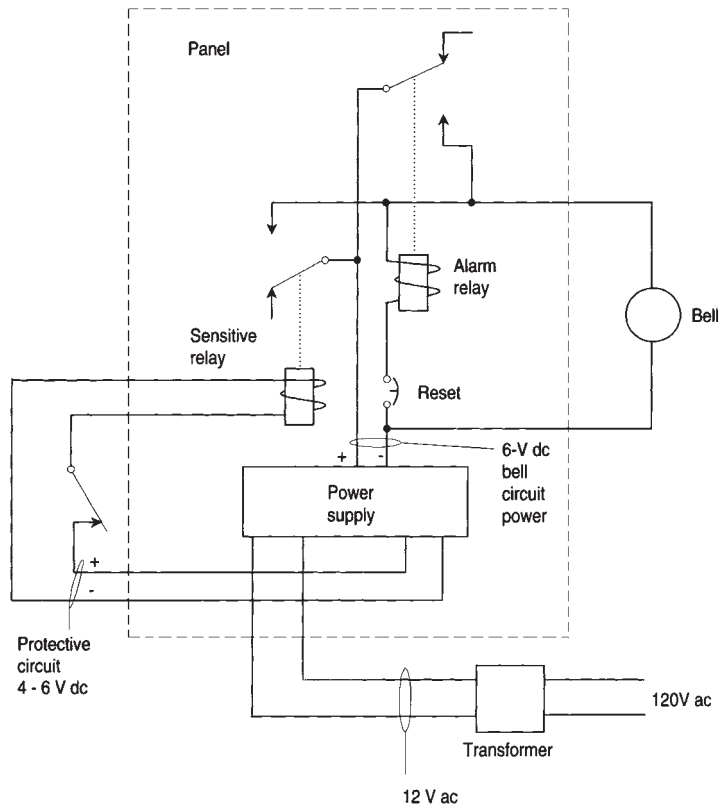 Panel
Alarm
relay
Bell
Sensitive
relay
Reset
+ -
6-V dc
bell
circuit
power
Power
supply
+
-
Protective
circuit
4 - 6 V dc
120V ac
Transformer
12 V ac